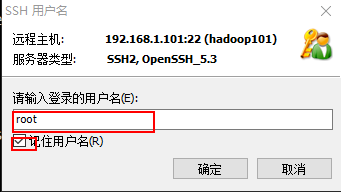 SSH 用户名
远程主机: 192.168.1.101:22 (hadoop101)
服务器类型: SSH2, OpenSSH_5.3
请输入登录的用户名(E):
root
记住用户名(R)
确定 取消